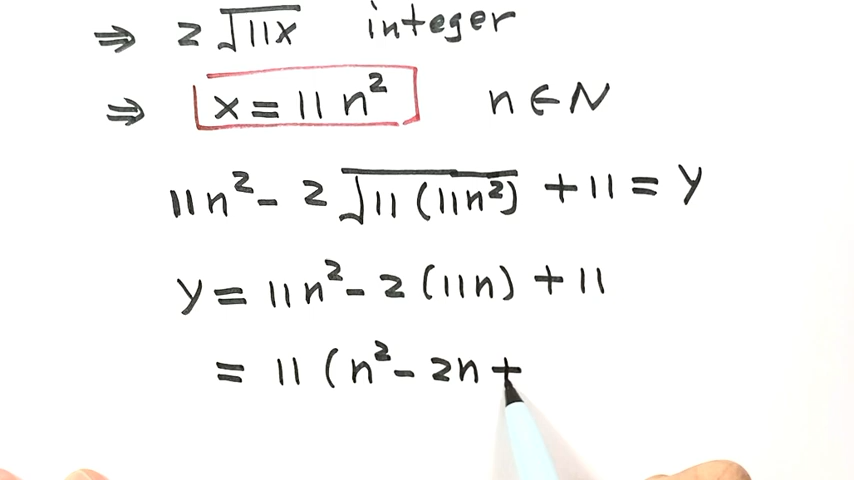 ⇒ 2 √11x integer
⇒ x = 11 n² n ∈ N
11n² - 2 √11 (11n²) + 11 = y
y = 11n² - 2 (11n) + 11
= 11 (n² - 2n +